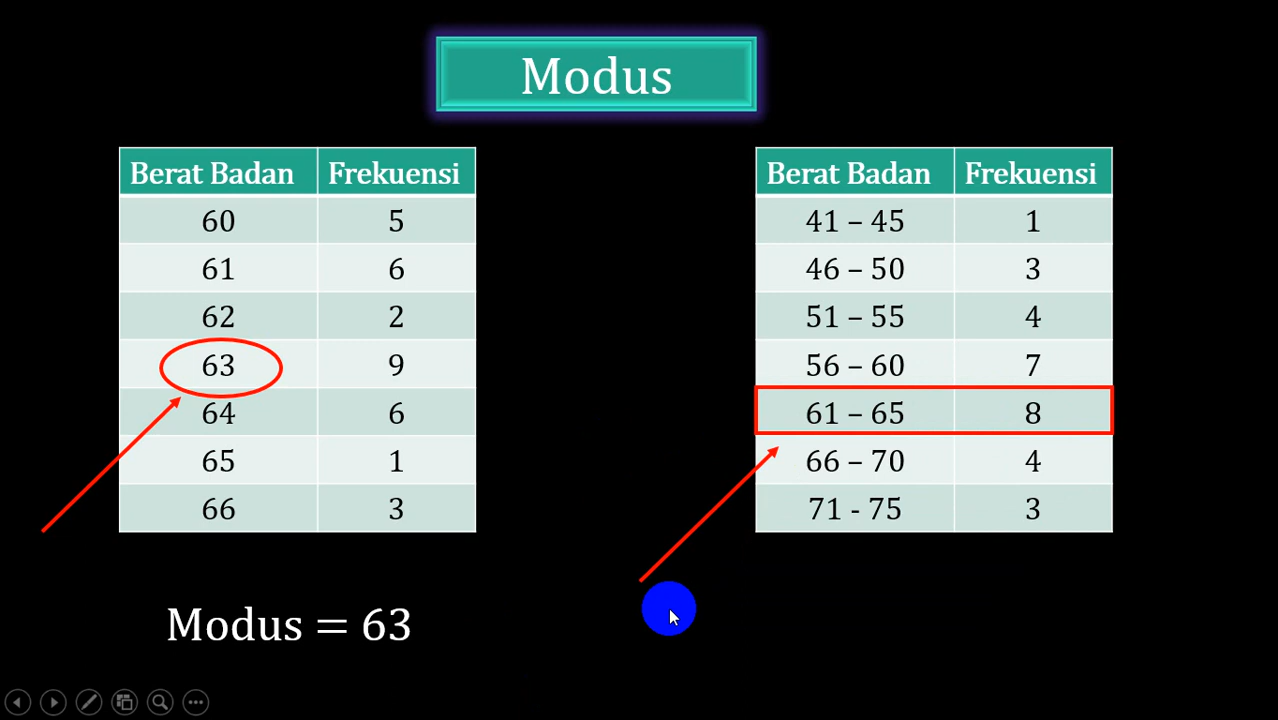 Modus
Berat Badan Frekuensi
60 5
61 6
62 2
63 9
64 6
65 1
66 3
Modus = 63
Berat Badan Frekuensi
41 – 45 1
46 – 50 3
51 – 55 4
56 – 60 7
61 – 65 8
66 – 70 4
71 - 75 3